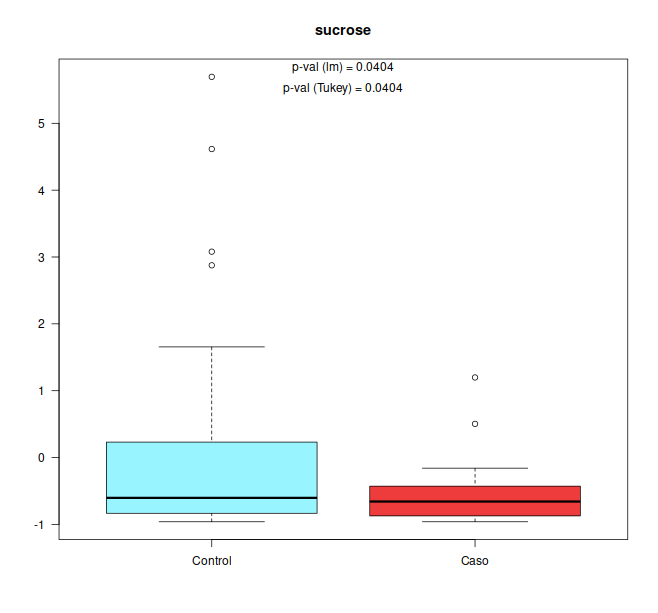 sucrose
p-val (lm) = 0.0404
p-val (Tukey) = 0.0404
5
4
3
2
1
0
-1
Control Caso